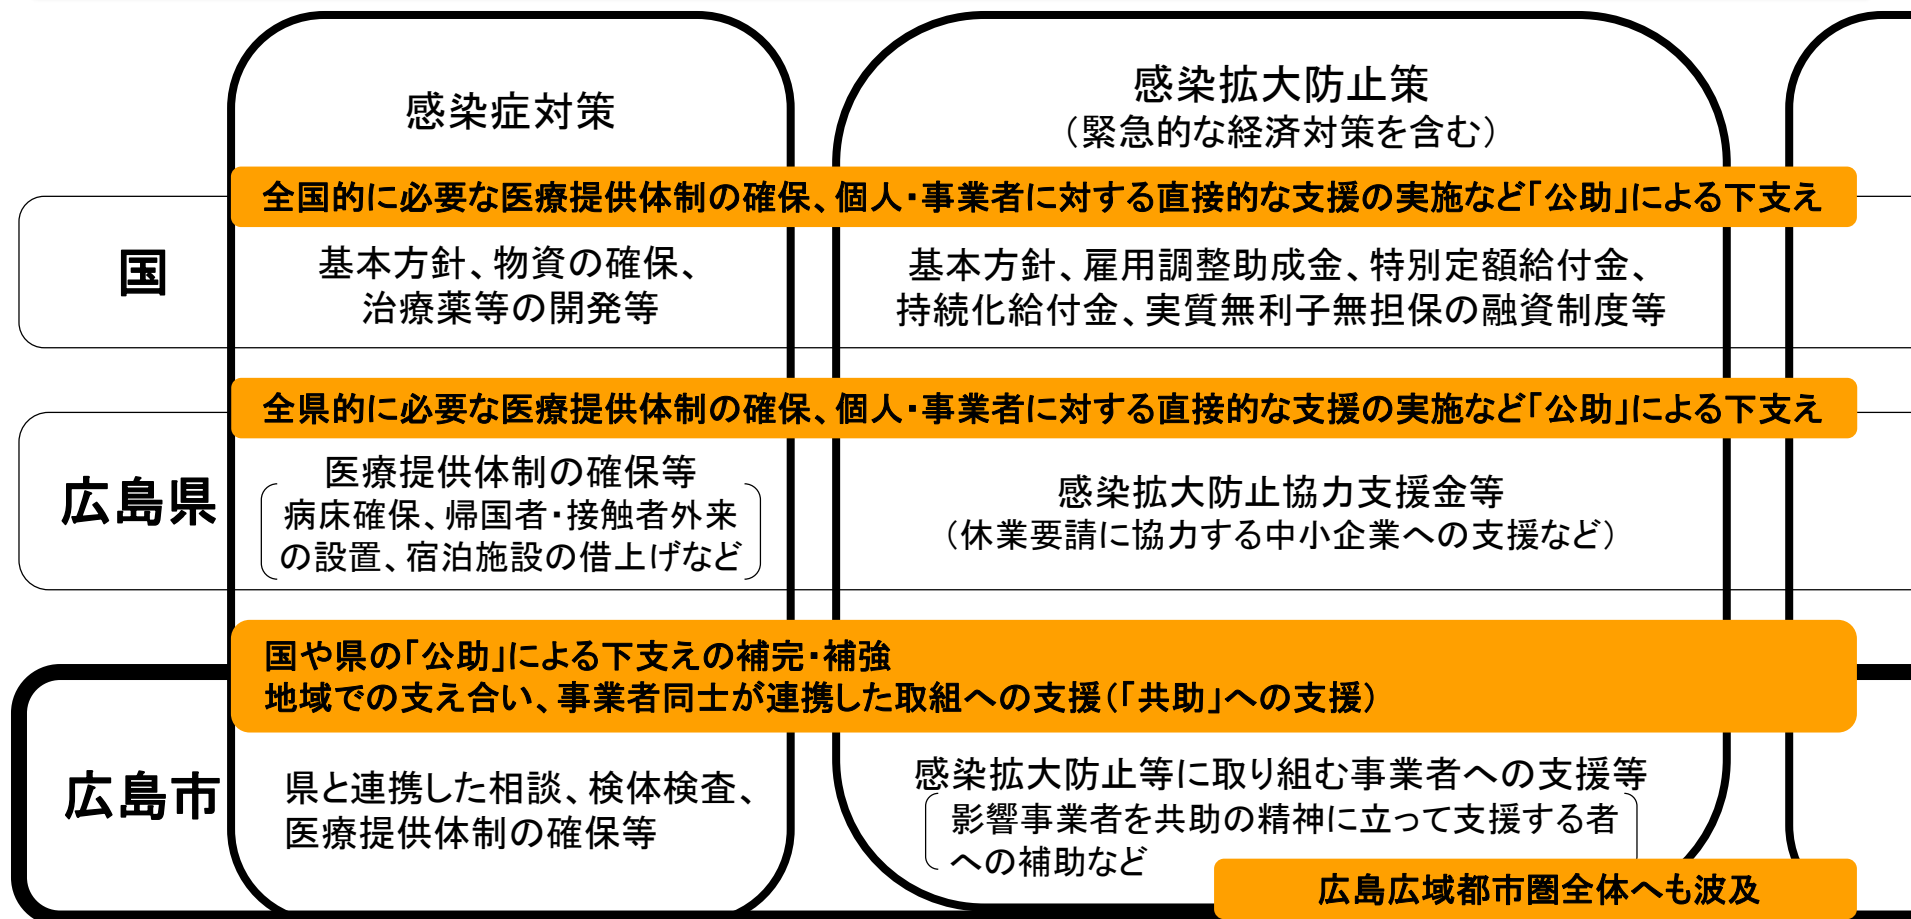 感染症対策
感染拡大防止策
（緊急的な経済対策を含む）
全国的に必要な医療提供体制の確保、個人・事業者に対する直接的な支援の実施など「公助」による下支え
国
基本方針、物資の確保、
治療薬等の開発等
基本方針、雇用調整助成金、特別定額給付金、
持続化給付金、実質無利子無担保の融資制度等
全県的に必要な医療提供体制の確保、個人・事業者に対する直接的な支援の実施など「公助」による下支え
広島県
医療提供体制の確保等
病床確保、帰国者・接触者外来
の設置、宿泊施設の借上げなど
感染拡大防止協力支援金等
（休業要請に協力する中小企業への支援など）
国や県の「公助」による下支えの補完・補強
地域での支え合い、事業者同士が連携した取組への支援（「共助」への支援）
広島市
県と連携した相談、検体検査、
医療提供体制の確保等
感染拡大防止等に取り組む事業者への支援等
影響事業者を共助の精神に立って支援する者
への補助など
広島広域都市圏全体へも波及